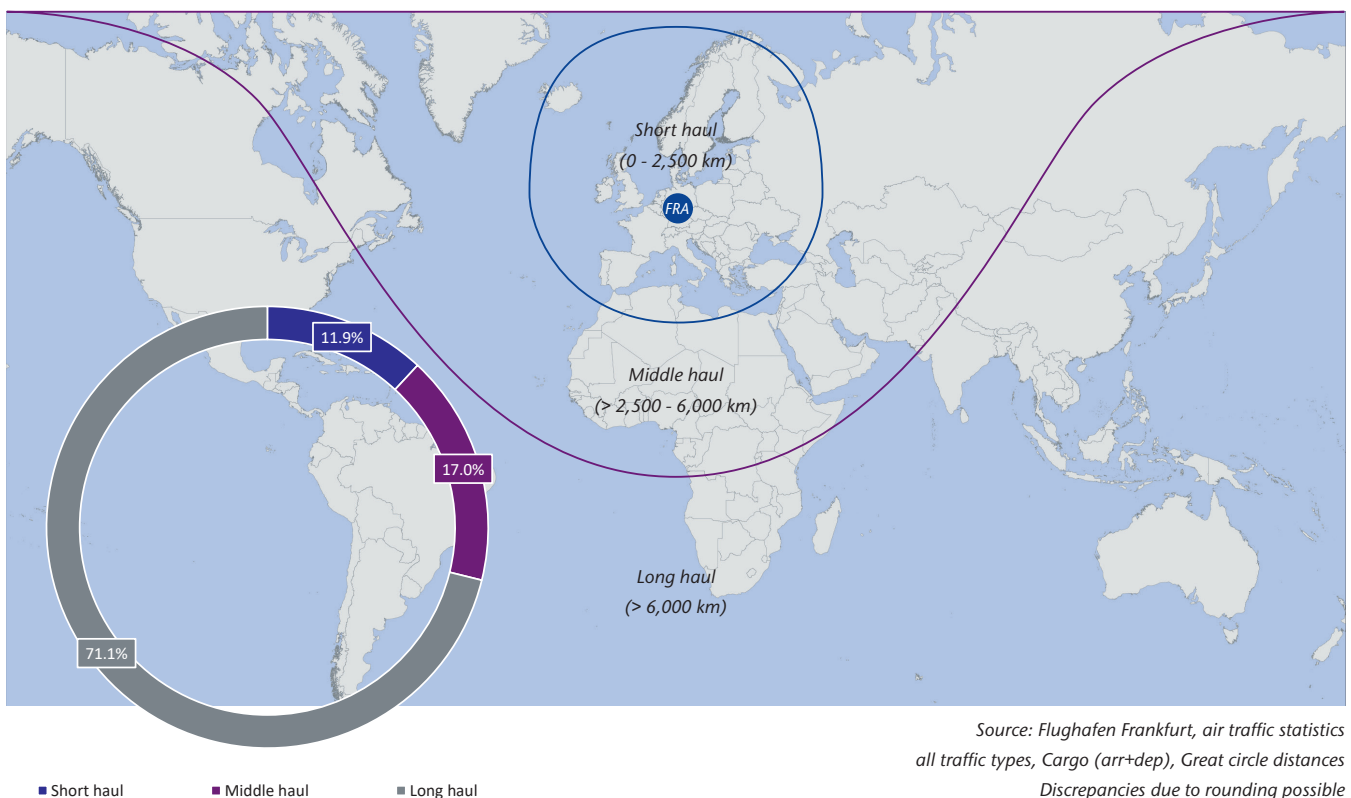 Short haul
(0 - 2,500 km)
FRA
11.9%
Middle haul
(> 2,500 - 6,000 km)
17.0%
Long haul
(> 6,000 km)
71.1%
Source: Flughafen Frankfurt, air traffic statistics
all traffic types, Cargo (arr+dep), Great circle distances
Discrepancies due to rounding possible
Short haul
Middle haul
Long haul